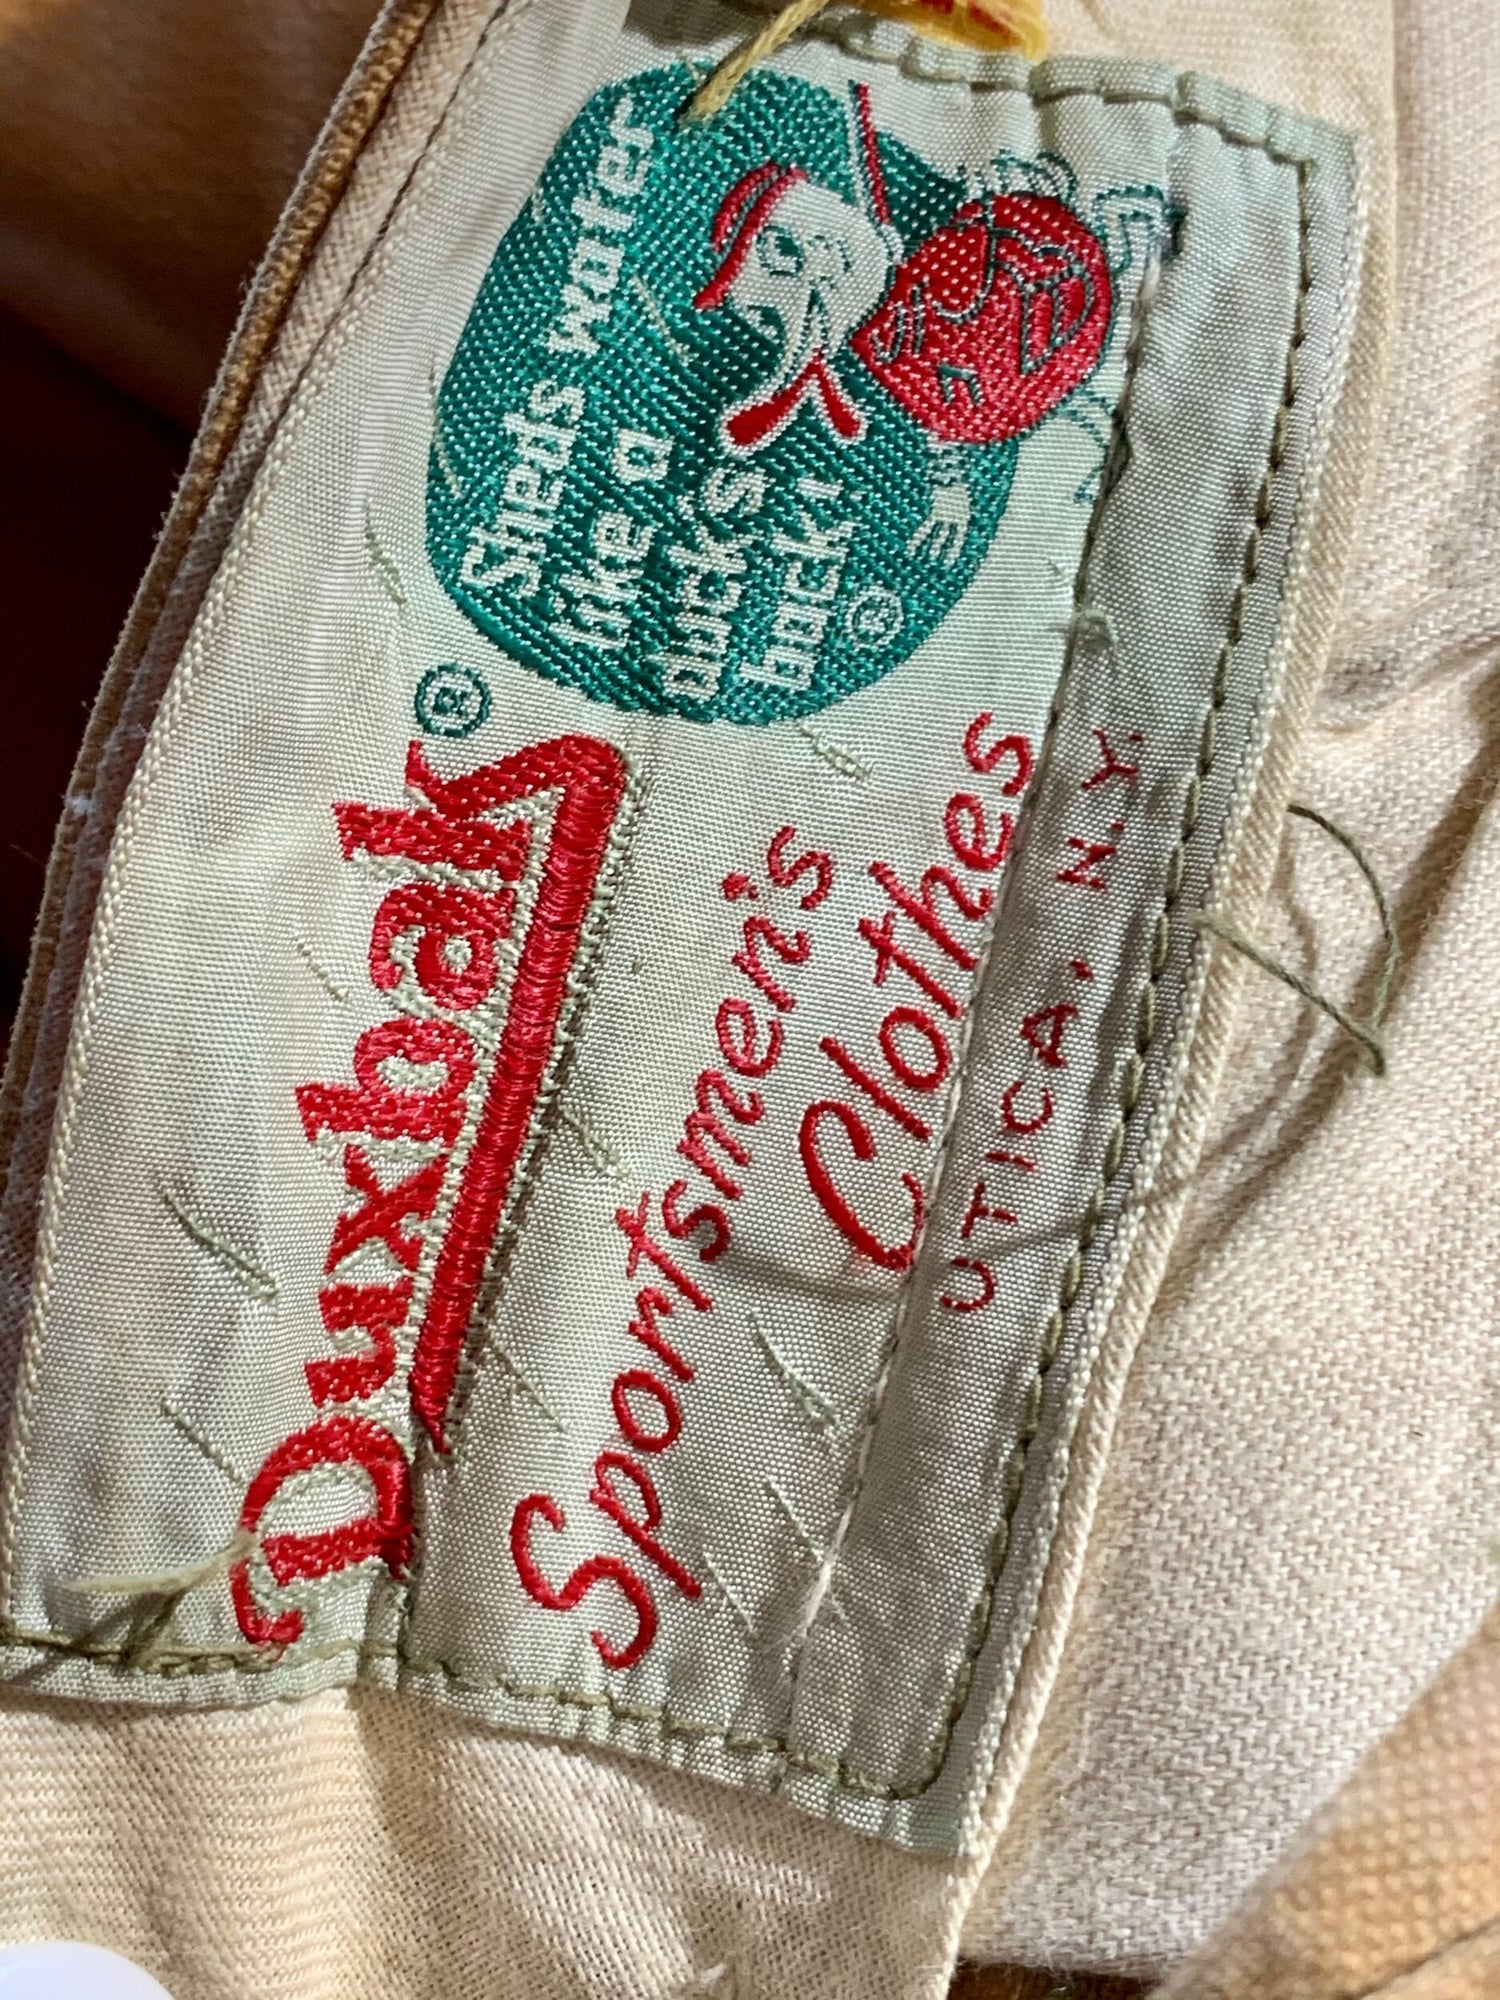 Duxbak®
Sheds water
like a
duck's
back!
®
Sportsmen's
Clothes
UTICA, N.Y.